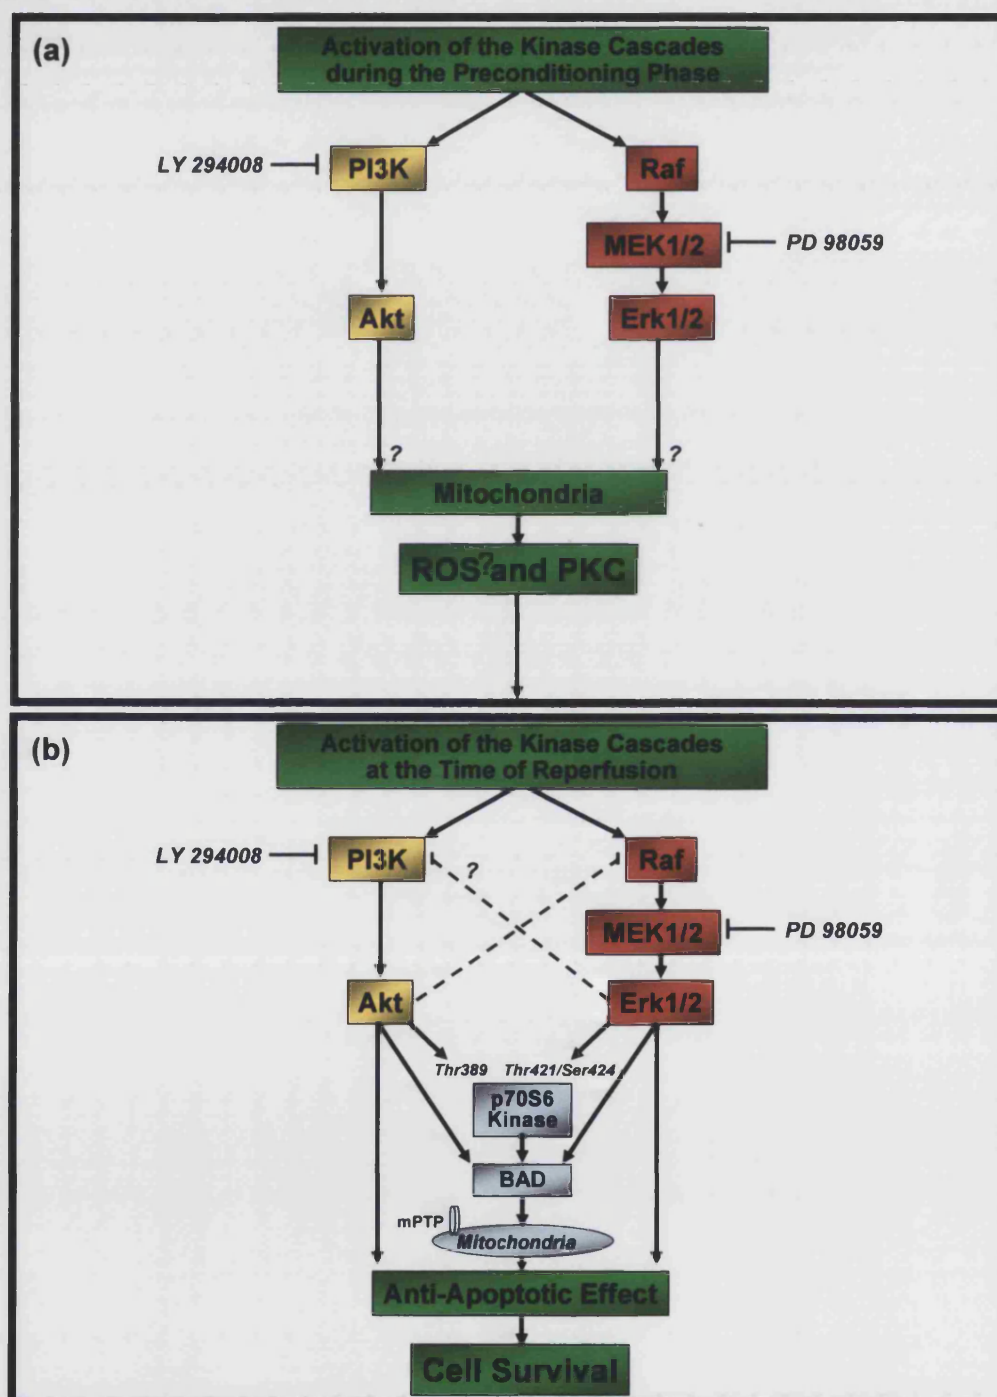 (a)
Activation of the Kinase Cascades
during the Preconditioning Phase
LY 294008
PI3K
Raf
MEK1/2
PD 98059
Akt
Erk1/2
?
?
Mitochondria
ROS? and PKC
(b)
Activation of the Kinase Cascades
at the Time of Reperfusion
LY 294008
PI3K
?
Raf
MEK1/2
PD 98059
Akt
Erk1/2
Thr389
Thr421/Ser424
p70S6
Kinase
BAD
mPTP
Mitochondria
Anti-Apoptotic Effect
Cell Survival